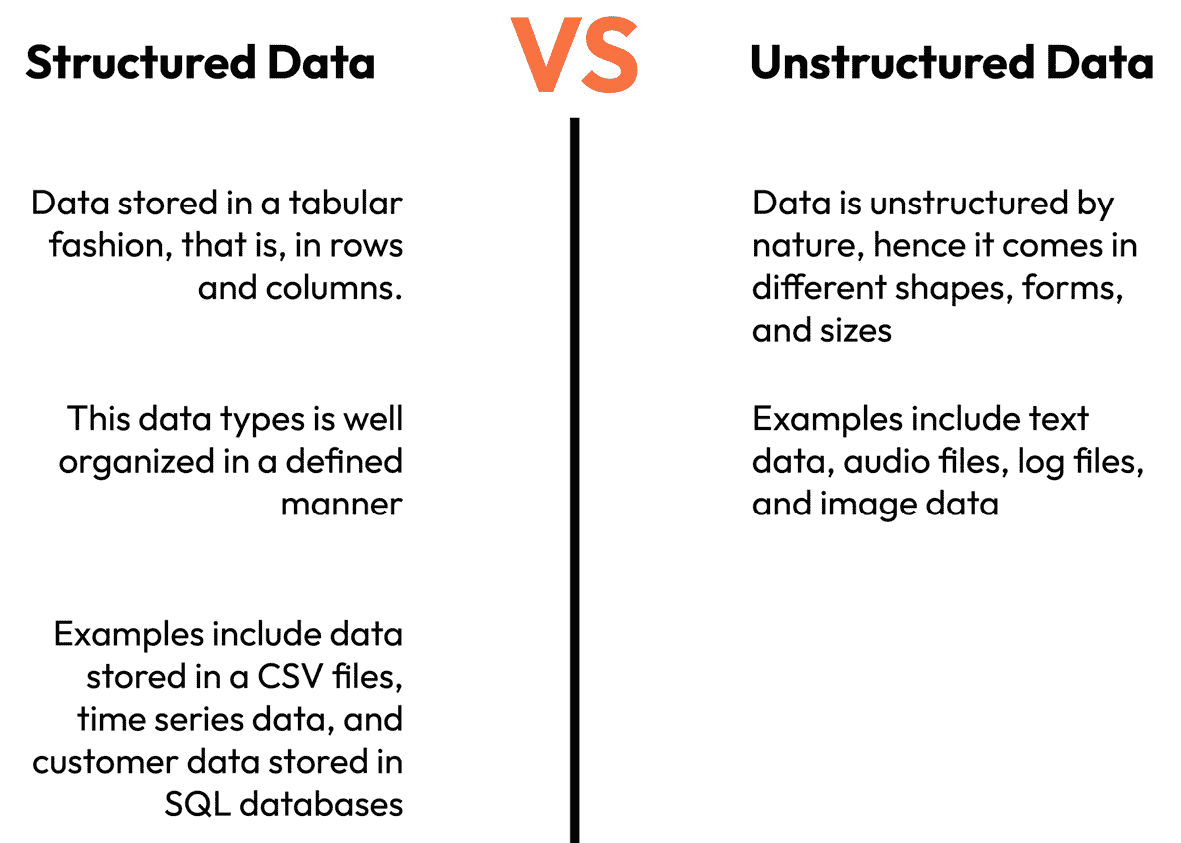 Structured Data
VS
Unstructured Data
Data stored in a tabular
fashion, that is, in rows
and columns.
This data types is well
organized in a defined
manner
Examples include data
stored in a CSV files,
time series data, and
customer data stored in
SQL databases
Data is unstructured by
nature, hence it comes in
different shapes, forms,
and sizes
Examples include text
data, audio files, log files,
and image data